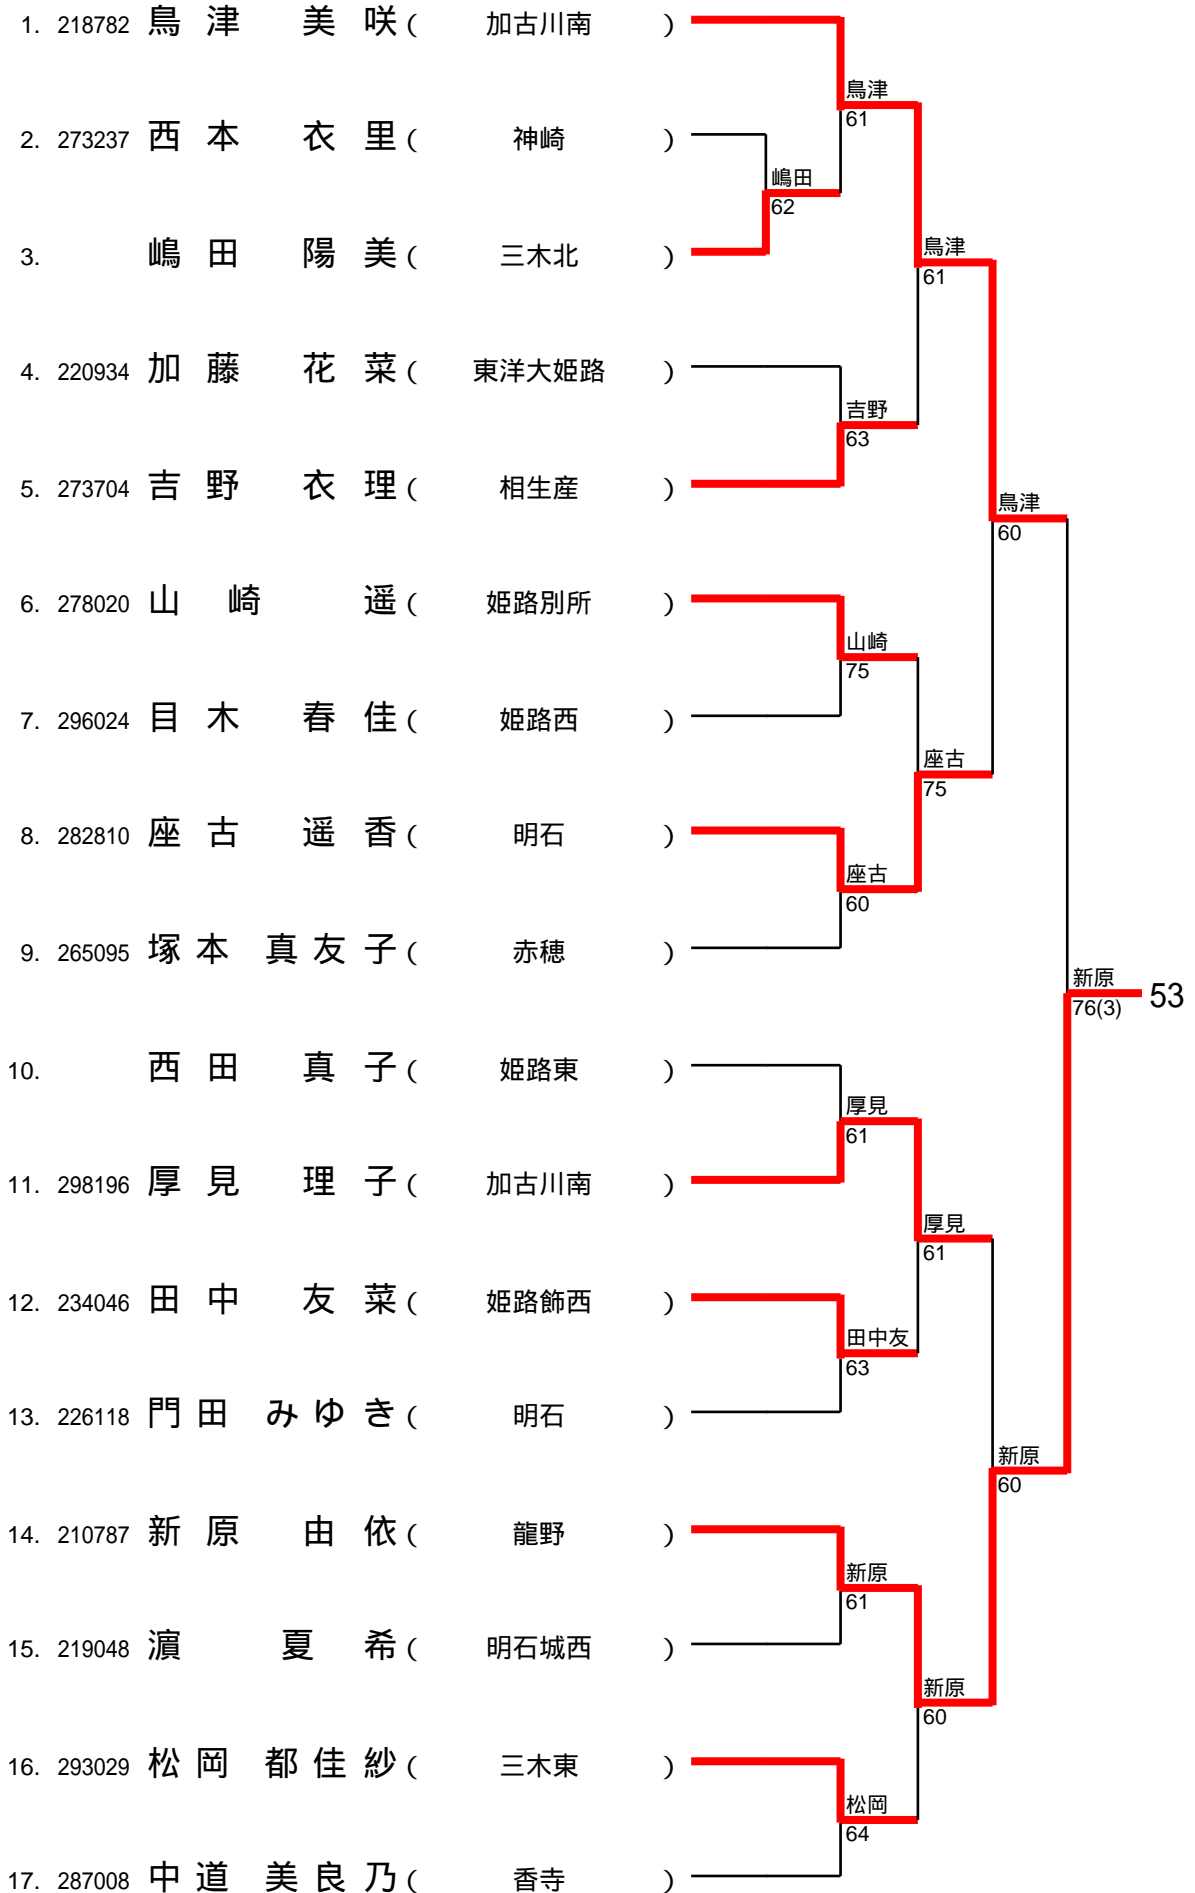 1. 218782 鳥津 美咲 ( 加古川南 )
鳥津
61
2. 273237 西本 衣里 ( 神崎 )
嶋田
62
3. 嶋田 陽美 ( 三木北 )
鳥津
61
4. 220934 加藤 花菜 ( 東洋大姫路 )
吉野
63
5. 273704 吉野 衣理 ( 相生産 )
鳥津
60
6. 278020 山崎 遥 ( 姫路別所 )
山崎
75
7. 296024 目木 春佳 ( 姫路西 )
座古
75
8. 282810 座古 遥香 ( 明石 )
座古
60
9. 265095 塚本 真友子 ( 赤穂 )
新原
76(3)
53
10. 西田 真子 ( 姫路東 )
厚見
61
11. 298196 厚見 理子 ( 加古川南 )
厚見
61
12. 234046 田中 友菜 ( 姫路飾西 )
田中友
63
13. 226118 門田 みゆき ( 明石 )
新原
60
14. 210787 新原 由依 ( 龍野 )
新原
61
15. 219048 濵 夏希 ( 明石城西 )
新原
60
16. 293029 松岡 都佳紗 ( 三木東 )
松岡
64
17. 287008 中道 美良乃 ( 香寺 )